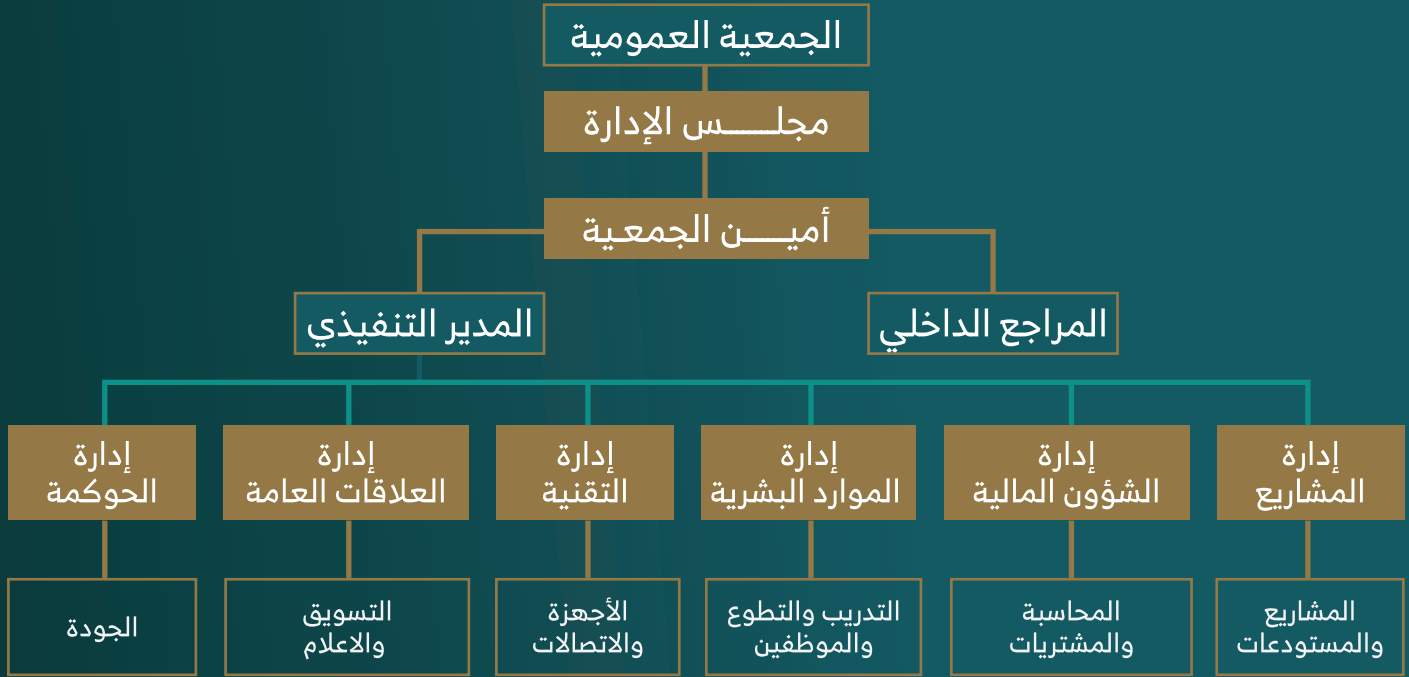 الجمعية العمومية
مجلـــــس الإدارة
أميـــــن الجمعية
المراجع الداخلي
المدير التنفيذي
إدارة
المشاريع
إدارة
الشؤون المالية
إدارة
الموارد البشرية
إدارة
التقنية
إدارة
العلاقات العامة
إدارة
الحوكمة
المشاريع
والمستودعات
المحاسبة
والمشتريات
التدريب والتطوع
والموظفين
الأجهزة
والاتصالات
التسويق
والاعلام
الجودة